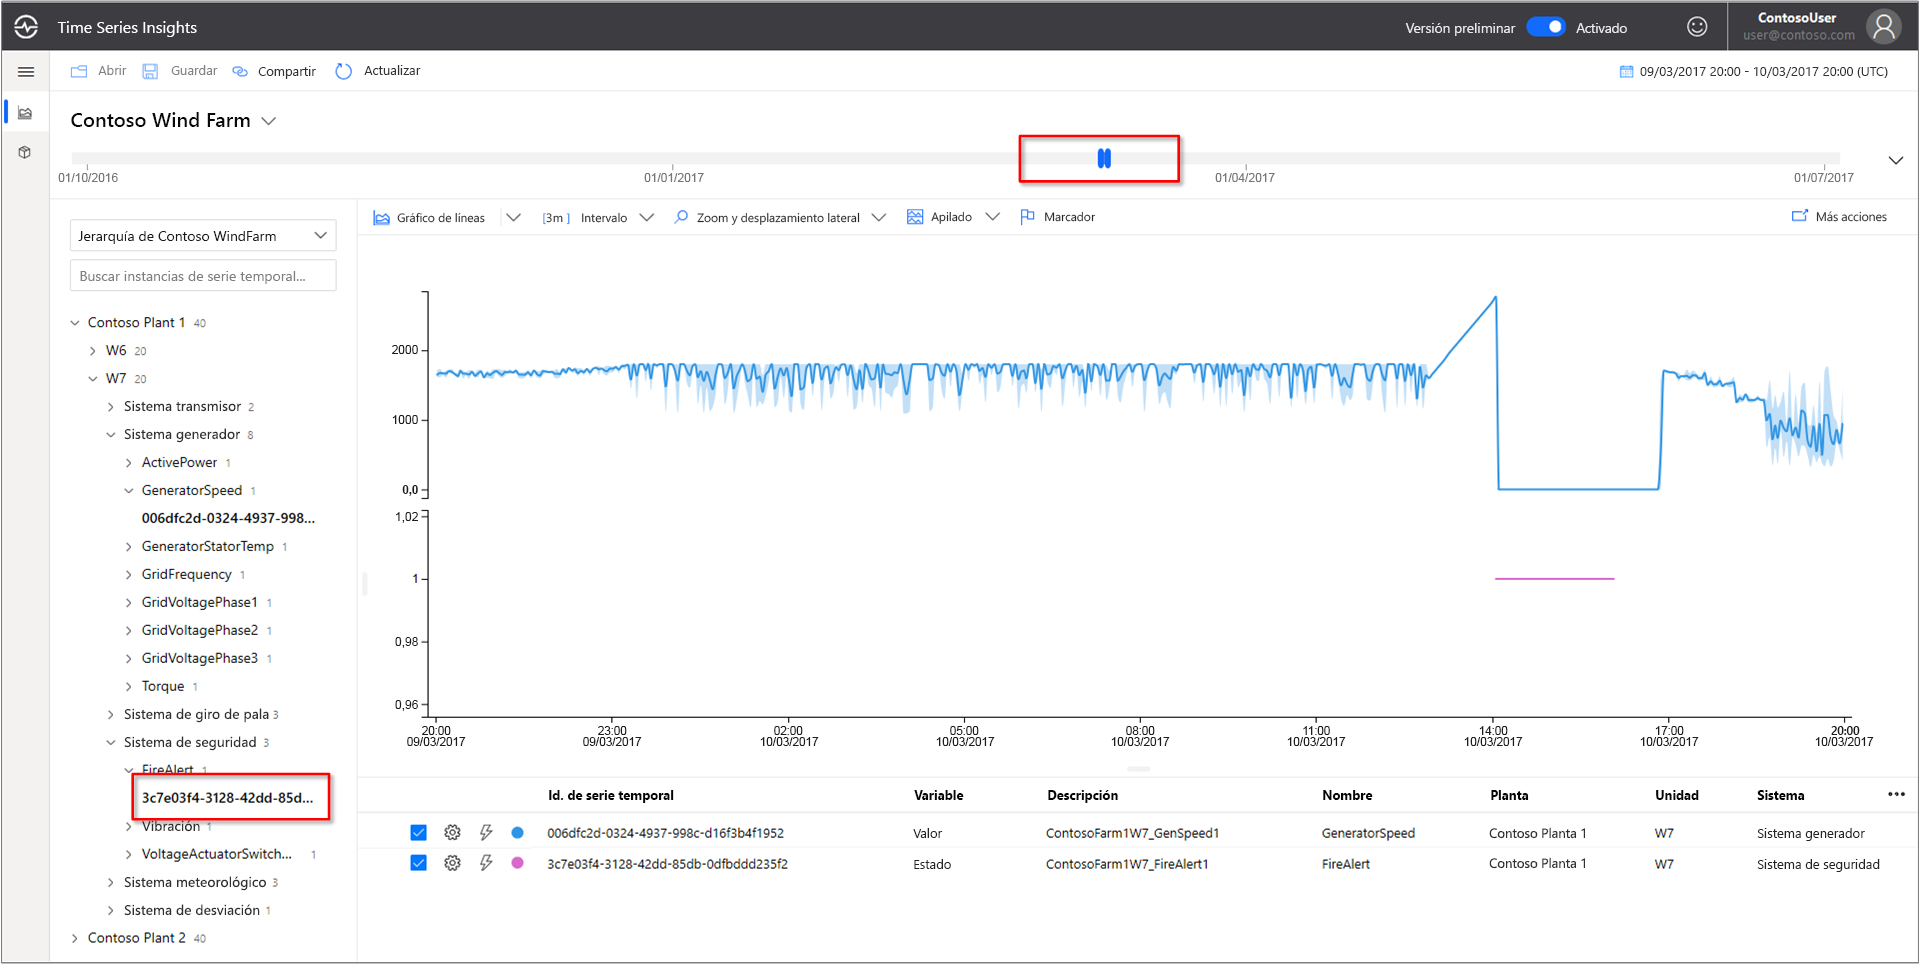 Time Series Insights
Versión preliminar Activado
ContosoUser
user@contoso.com
Abrir Guardar Compartir Actualizar
09/03/2017 20:00 - 10/03/2017 20:00 (UTC)
Contoso Wind Farm
01/10/2016 01/01/2017 01/04/2017 01/07/2017
Jerarquía de Contoso WindFarm
Buscar instancias de serie temporal...
Contoso Plant 1 40
W6 20
W7 20
Sistema transmisor 2
Sistema generador 8
ActivePower 1
GeneratorSpeed 1
006dfc2d-0324-4937-998...
GeneratorStatorTemp 1
GridFrequency 1
GridVoltagePhase1 1
GridVoltagePhase2 1
GridVoltagePhase3 1
Torque 1
Sistema de giro de pala 3
Sistema de seguridad 3
FireAlert 1
3c7e03f4-3128-42dd-85d...
Vibración 1
VoltageActuatorSwitch... 1
Sistema meteorológico 3
Sistema de desviación 1
Contoso Plant 2 40
Gráfico de líneas [3m ] Intervalo Zoom y desplazamiento lateral Apilado Marcador Más acciones
2000
1000
0,0
1,02
1
0,98
0,96
20:00 23:00 02:00 05:00 08:00 11:00 14:00 17:00 20:00
09/03/2017 09/03/2017 10/03/2017 10/03/2017 10/03/2017 10/03/2017 10/03/2017 10/03/2017 10/03/2017
Id. de serie temporal Variable Descripción Nombre Planta Unidad Sistema
006dfc2d-0324-4937-998c-d16f3b4f1952 Valor ContosoFarm1W7_GenSpeed1 GeneratorSpeed Contoso Planta 1 W7 Sistema generador
3c7e03f4-3128-42dd-85db-0dfbddd235f2 Estado ContosoFarm1W7_FireAlert1 FireAlert Contoso Planta 1 W7 Sistema de seguridad